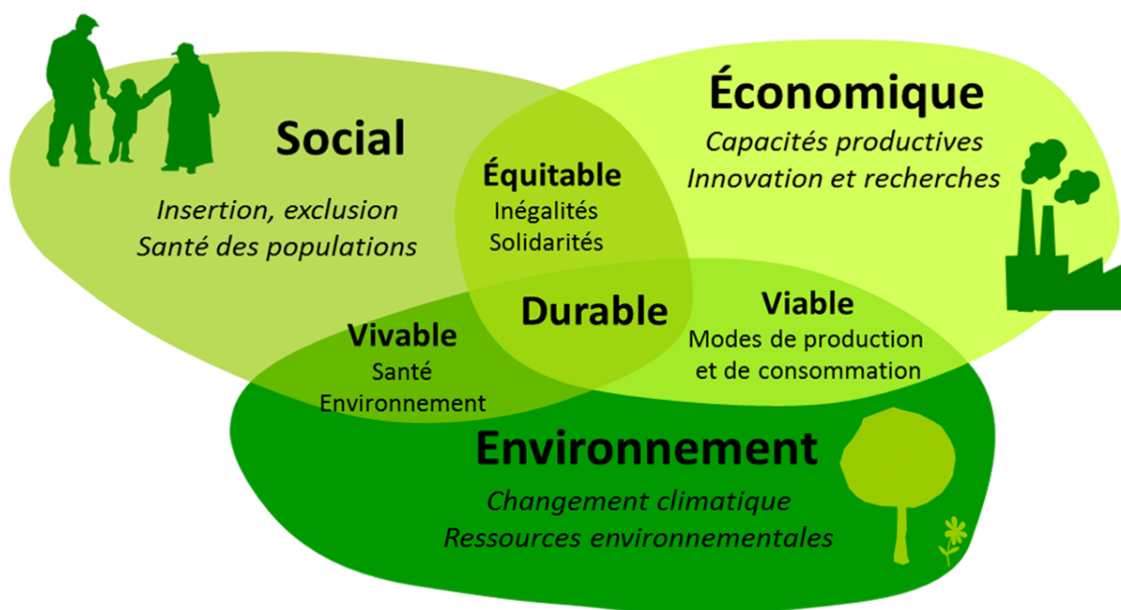 Social
Insertion, exclusion
Santé des populations
Économique
Capacités productives
Innovation et recherches
Équitable
Inégalités
Solidarités
Durable
Vivable
Santé
Environnement
Viable
Modes de production
et de consommation
Environnement
Changement climatique
Ressources environnementales